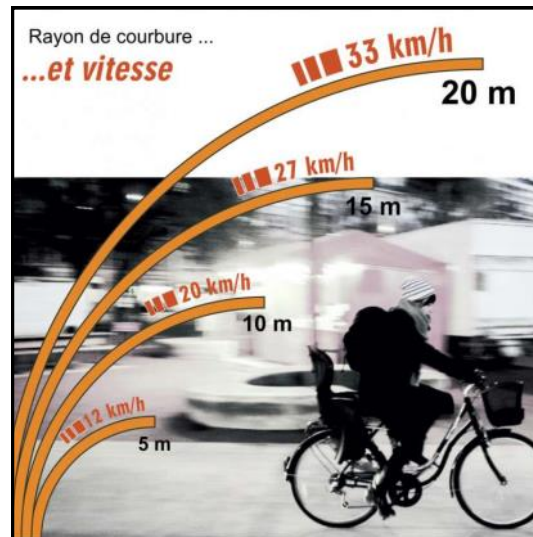 Rayon de courbure ...
...et vitesse
33 km/h
20 m
27 km/h
15 m
20 km/h
10 m
12 km/h
5 m